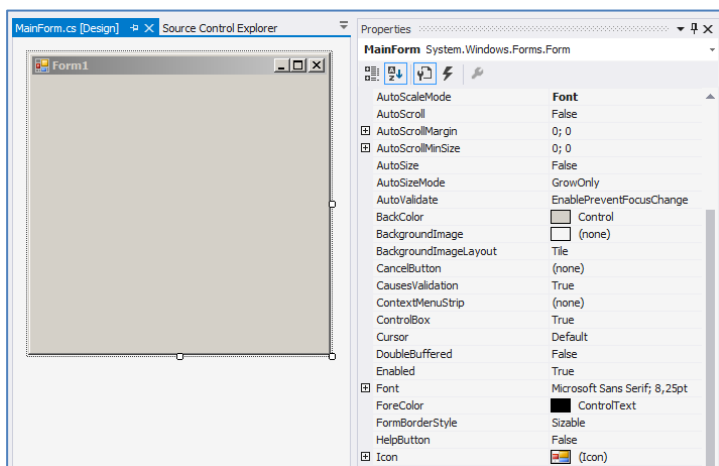 MainForm.cs [Design] Source Control Explorer
Form1
Properties
MainForm System.Windows.Forms.Form
AutoScaleMode Font
AutoScroll False
AutoScrollMargin 0; 0
AutoScrollMinSize 0; 0
AutoSize False
AutoSizeMode GrowOnly
AutoValidate EnablePreventFocusChange
BackColor Control
BackgroundImage (none)
BackgroundImageLayout Tile
CancelButton (none)
CausesValidation True
ContextMenuStrip (none)
ControlBox True
Cursor Default
DoubleBuffered False
Enabled True
Font Microsoft Sans Serif; 8,25pt
ForeColor ControlText
FormBorderStyle Sizable
HelpButton False
Icon (Icon)